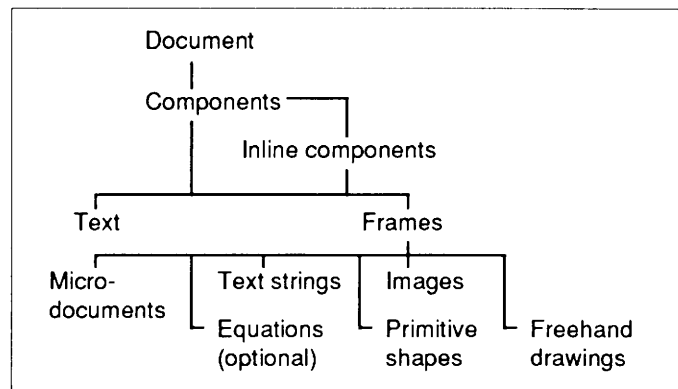 Document
Components
Inline components
Text
Frames
Micro-
documents
Text strings
Images
Equations
(optional)
Primitive
shapes
Freehand
drawings